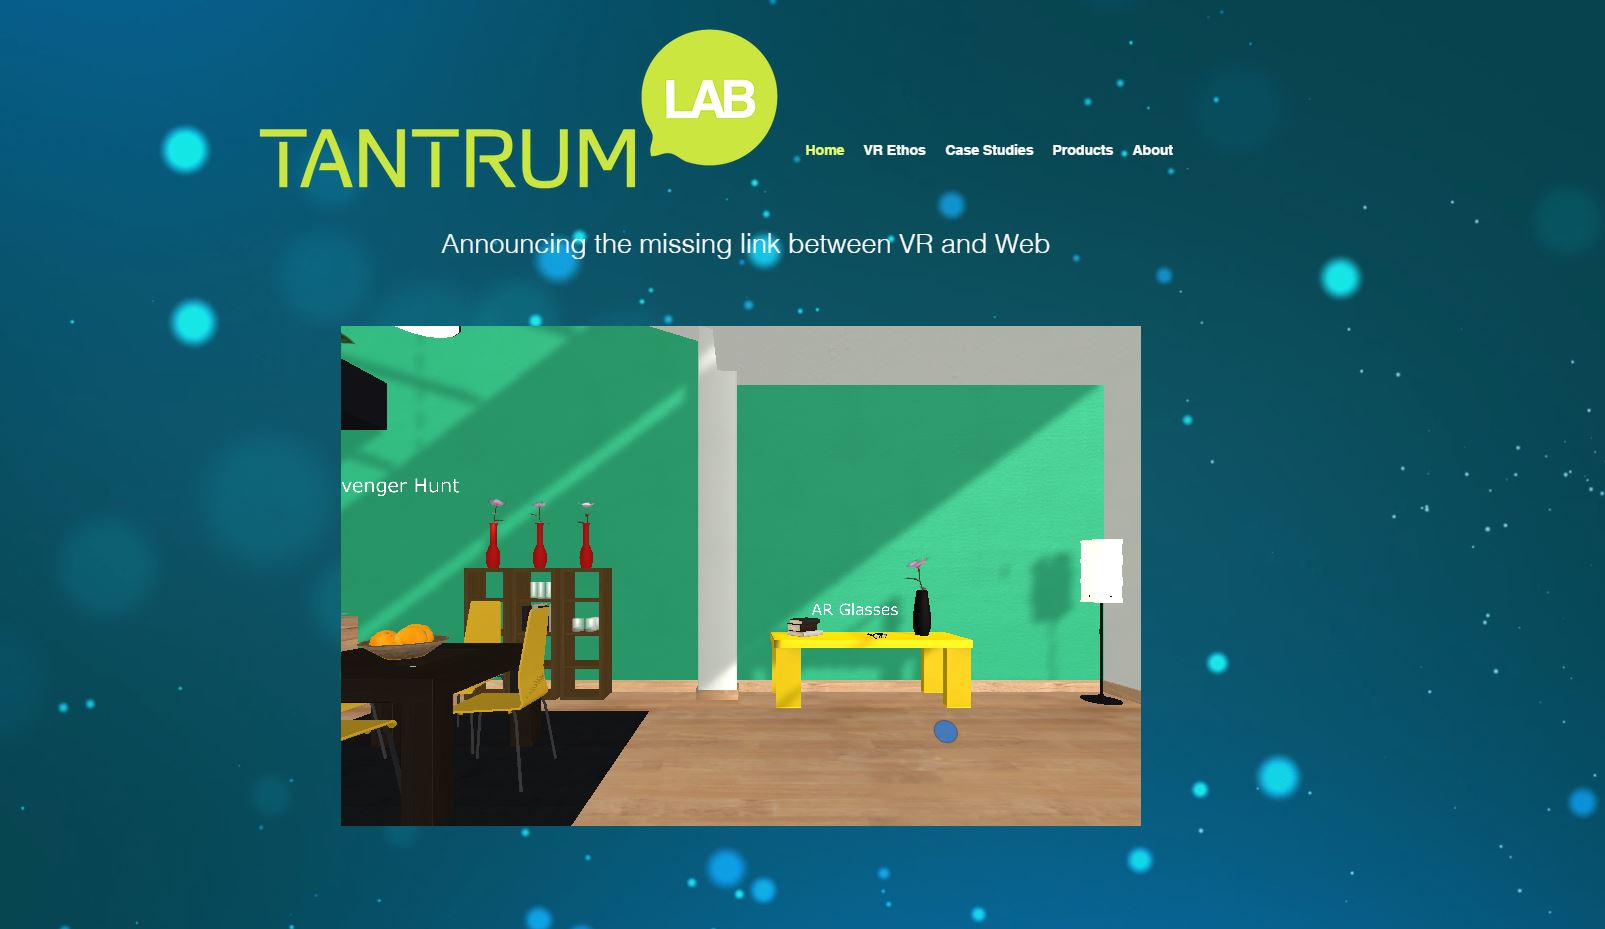 TANTRUM
LAB
Home VR Ethos Case Studies Products About
Announcing the missing link between VR and Web
venger Hunt
AR Glasses